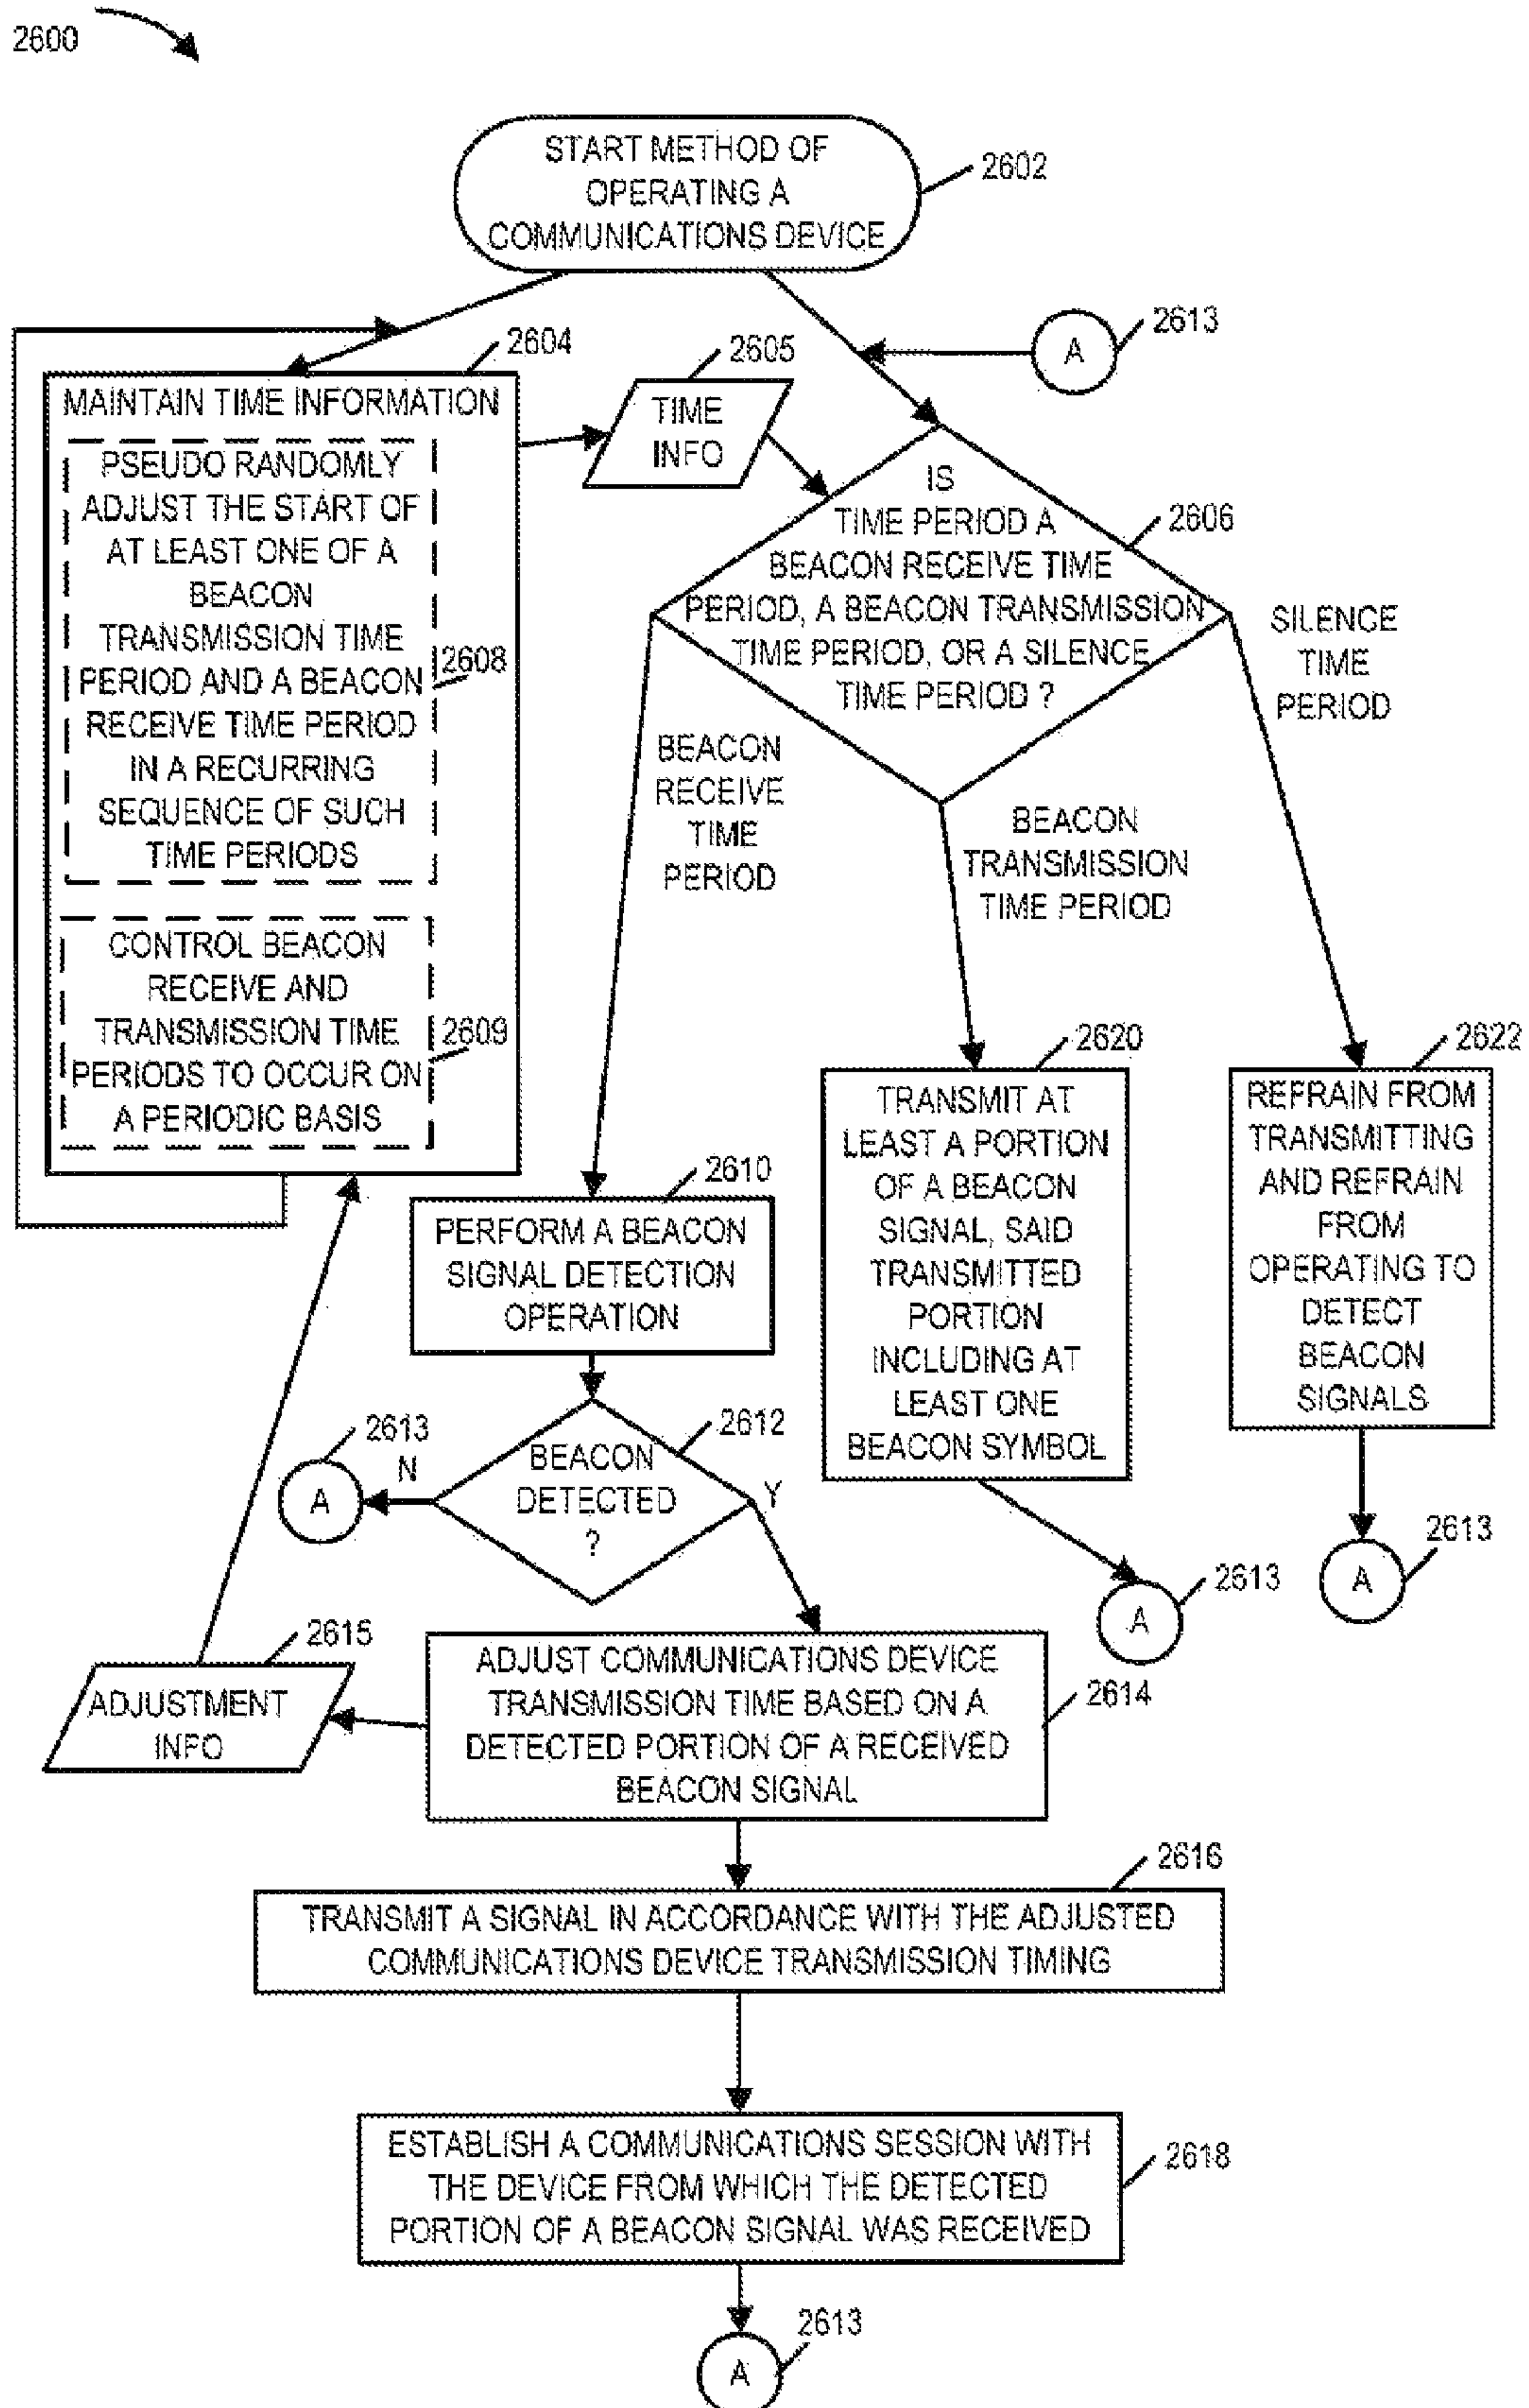 2600
START METHOD OF
OPERATING A
COMMUNICATIONS DEVICE
2602
A
2613
2604
MAINTAIN TIME INFORMATION
PSEUDO RANDOMLY
ADJUST THE START OF
AT LEAST ONE OF A
BEACON
TRANSMISSION TIME
PERIOD AND A BEACON
RECEIVE TIME PERIOD
IN A RECURRING
SEQUENCE OF SUCH
TIME PERIODS
2608
CONTROL BEACON
RECEIVE AND
TRANSMISSION TIME
PERIODS TO OCCUR ON
A PERIODIC BASIS
2609
2605
TIME
INFO
IS
TIME PERIOD A
BEACON RECEIVE TIME
PERIOD, A BEACON TRANSMISSION
TIME PERIOD, OR A SILENCE
TIME PERIOD ?
2606
BEACON
RECEIVE
TIME
PERIOD
BEACON
TRANSMISSION
TIME PERIOD
SILENCE
TIME
PERIOD
2610
PERFORM A BEACON
SIGNAL DETECTION
OPERATION
2620
TRANSMIT AT
LEAST A PORTION
OF A BEACON
SIGNAL, SAID
TRANSMITTED
PORTION
INCLUDING AT
LEAST ONE
BEACON SYMBOL
2622
REFRAIN FROM
TRANSMITTING
AND REFRAIN
FROM
OPERATING TO
DETECT
BEACON
SIGNALS
2612
BEACON
DETECTED
?
N
Y
2613
A
2613
A
2613
A
2614
ADJUST COMMUNICATIONS DEVICE
TRANSMISSION TIME BASED ON A
DETECTED PORTION OF A RECEIVED
BEACON SIGNAL
2615
ADJUSTMENT
INFO
2616
TRANSMIT A SIGNAL IN ACCORDANCE WITH THE ADJUSTED
COMMUNICATIONS DEVICE TRANSMISSION TIMING
ESTABLISH A COMMUNICATIONS SESSION WITH
THE DEVICE FROM WHICH THE DETECTED
PORTION OF A BEACON SIGNAL WAS RECEIVED
2618
2613
A